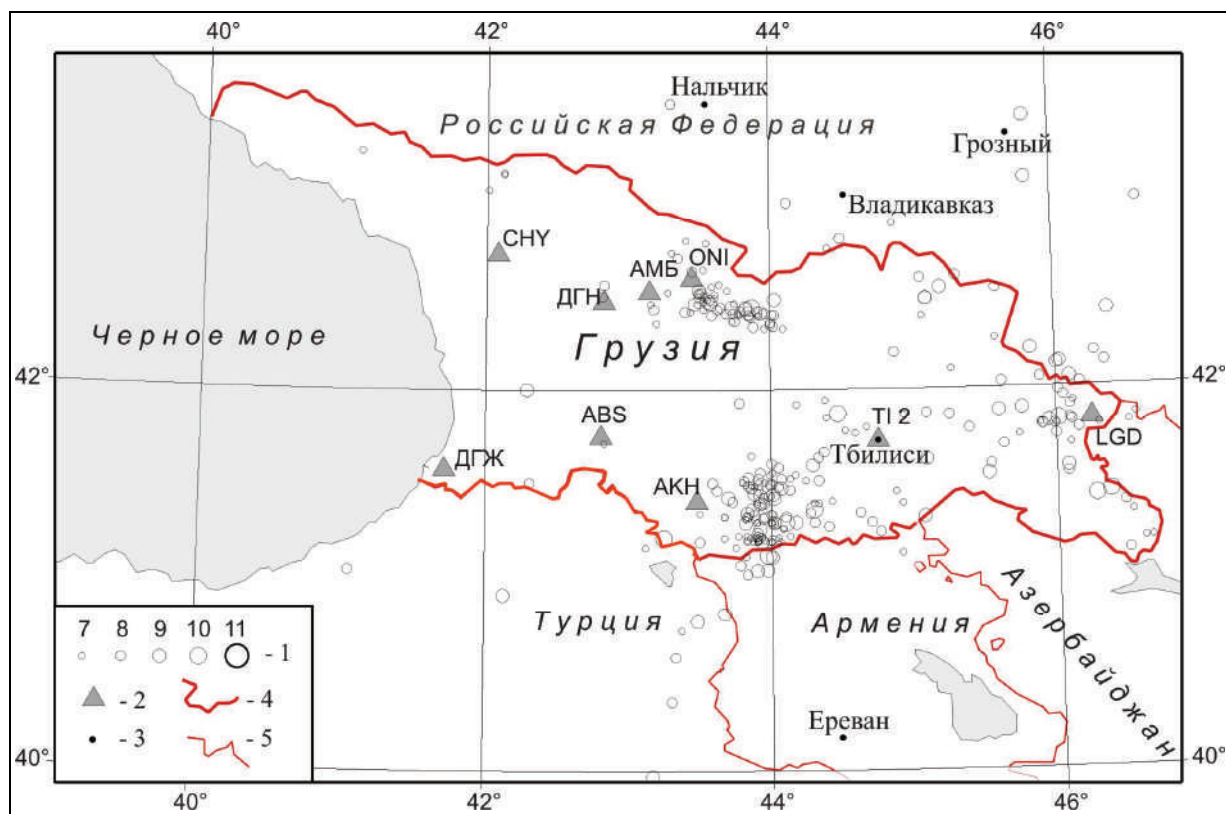 40° 42° 44° 46°
Нальчик
Российская Федерация
Грозный
Владикавказ
CHY
АМБ ONI
ДГН
Черное море
Грузия
42° 42°
ABS
TI 2
LGD
Тбилиси
ДГЖ
АКН
Турция
Армения
Азербайджан
7 8 9 10 11
- 1
- 2 - 4
- 3 - 5
Ереван
40° 40°
40° 42° 44° 46°